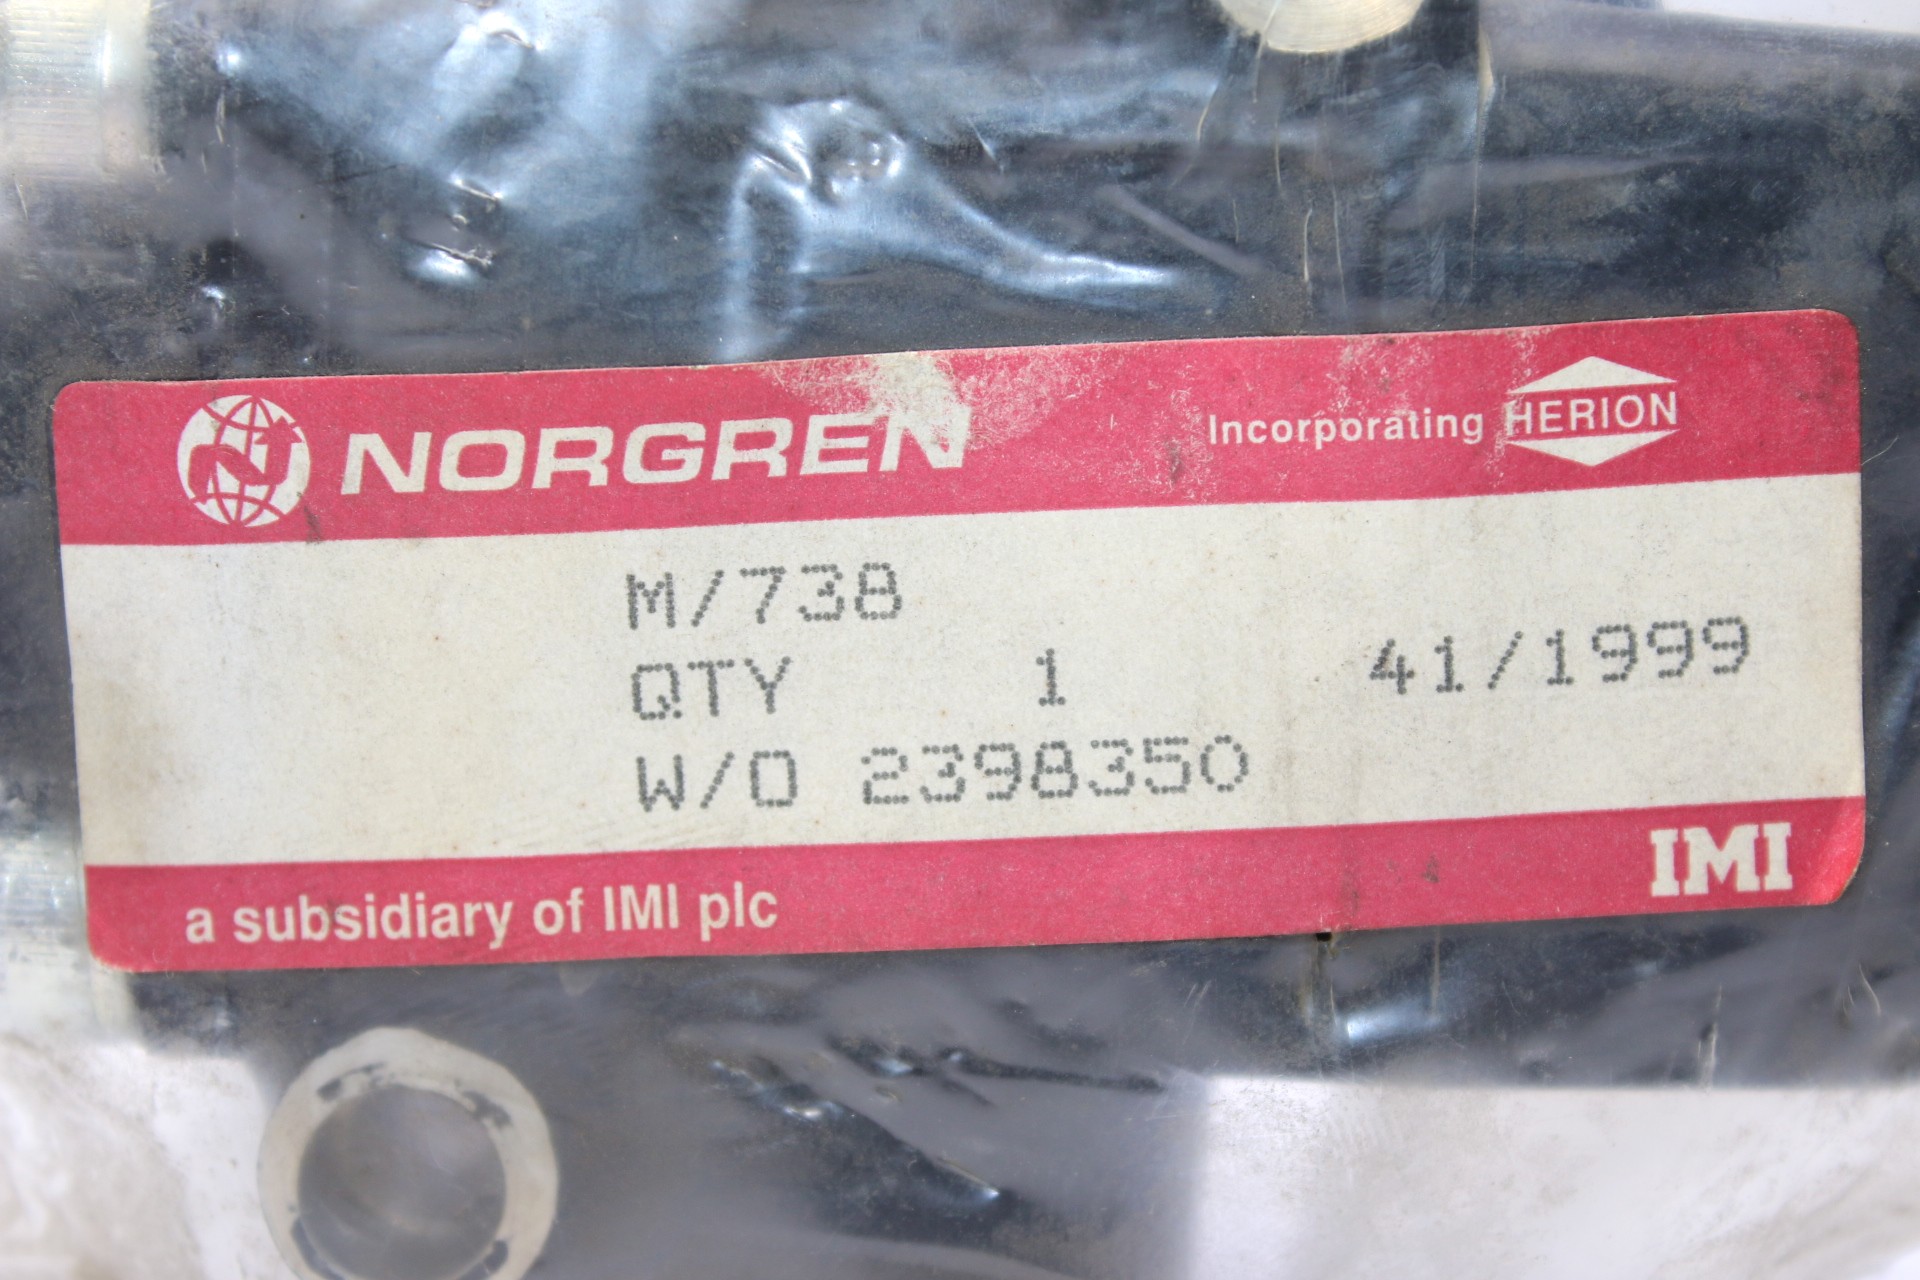 NORGREN Incorporating HERION
M/738
QTY 1 41/1999
W/O 2398350
a subsidiary of IMI plc IMI